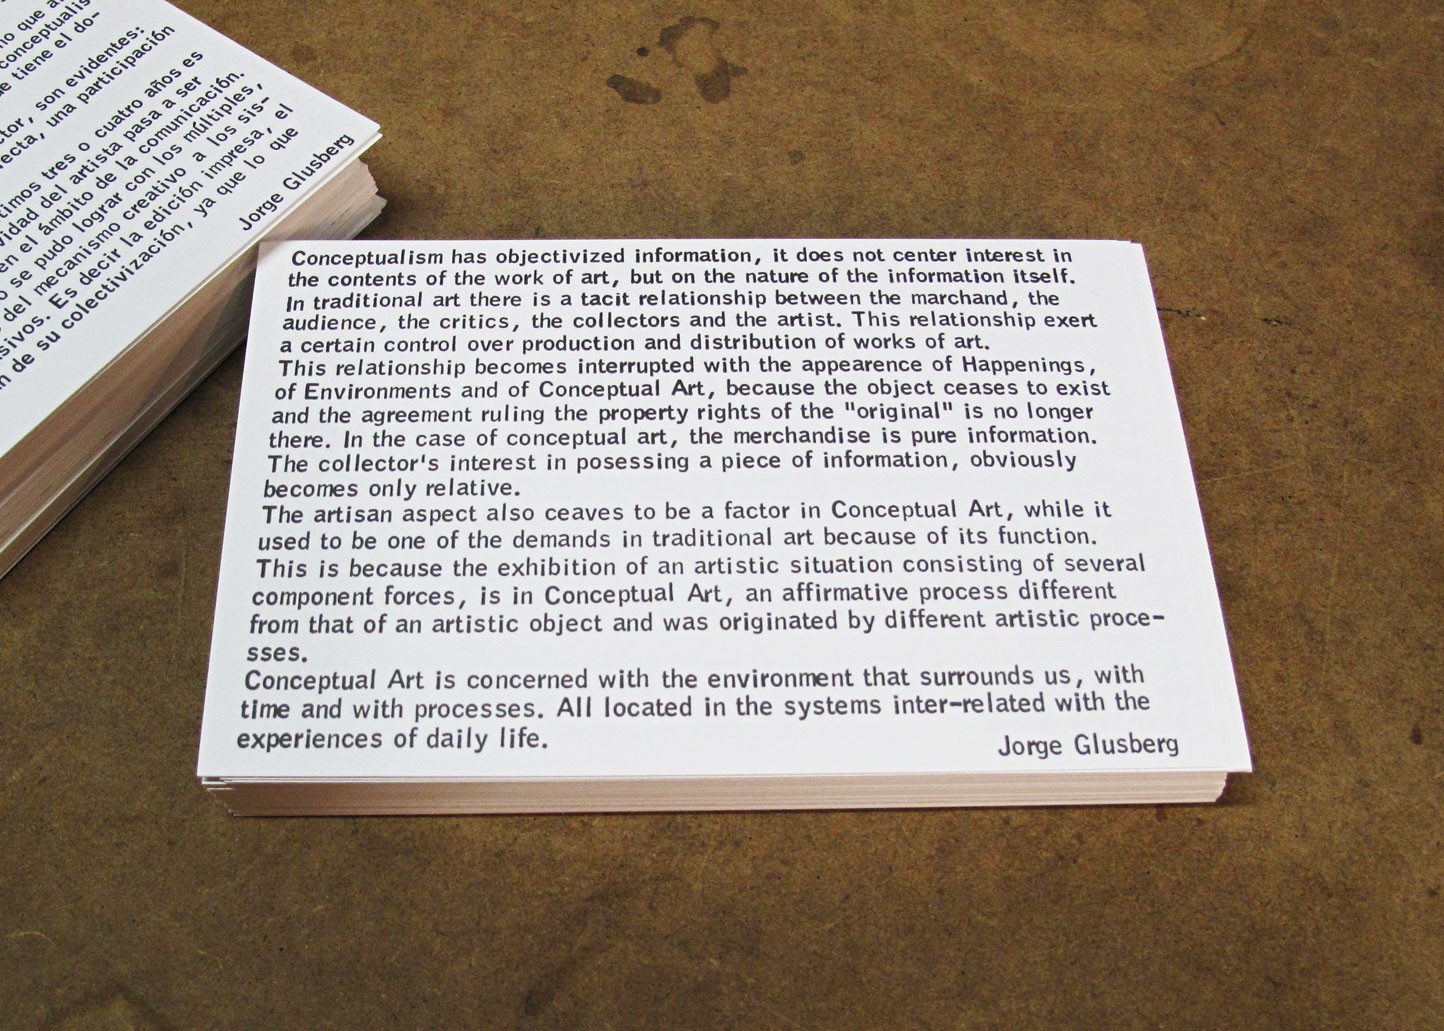 no que
conceptualis
e tiene el do-
tor, son evidentes:
ecta, una participación
timos tres o cuatro años es
vidad del artista pasa a ser
en el ámbito de la comunicación.
o se pudo lograr con los múltiples,
del mecanismo creativo a los sis-
sivos. Es decir la edición impresa, el
n de su colectivización, ya que lo que
Jorge Glusberg
Conceptualism has objectivized information, it does not center interest in
the contents of the work of art, but on the nature of the information itself.
In traditional art there is a tacit relationship between the marchand, the
audience, the critics, the collectors and the artist. This relationship exert
a certain control over production and distribution of works of art.
This relationship becomes interrupted with the appearence of Happenings,
of Environments and of Conceptual Art, because the object ceases to exist
and the agreement ruling the property rights of the "original" is no longer
there. In the case of conceptual art, the merchandise is pure information.
The collector's interest in posessing a piece of information, obviously
becomes only relative.
The artisan aspect also ceaves to be a factor in Conceptual Art, while it
used to be one of the demands in traditional art because of its function.
This is because the exhibition of an artistic situation consisting of several
component forces, is in Conceptual Art, an affirmative process different
from that of an artistic object and was originated by different artistic proce-
sses.
Conceptual Art is concerned with the environment that surrounds us, with
time and with processes. All located in the systems inter-related with the
experiences of daily life.
Jorge Glusberg